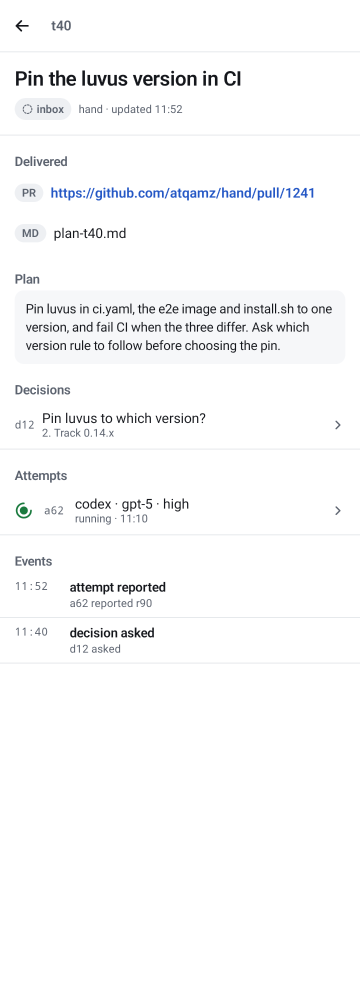 t40
Pin the luvus version in CI
inbox hand · updated 11:52
Delivered
PR https://github.com/atqamz/hand/pull/1241
MD plan-t40.md
Plan
Pin luvus in ci.yaml, the e2e image and install.sh to one
version, and fail CI when the three differ. Ask which
version rule to follow before choosing the pin.
Decisions
d12 Pin luvus to which version?
2. Track 0.14.x
Attempts
a62 codex · gpt-5 · high
running · 11:10
Events
11:52 attempt reported
a62 reported r90
11:40 decision asked
d12 asked